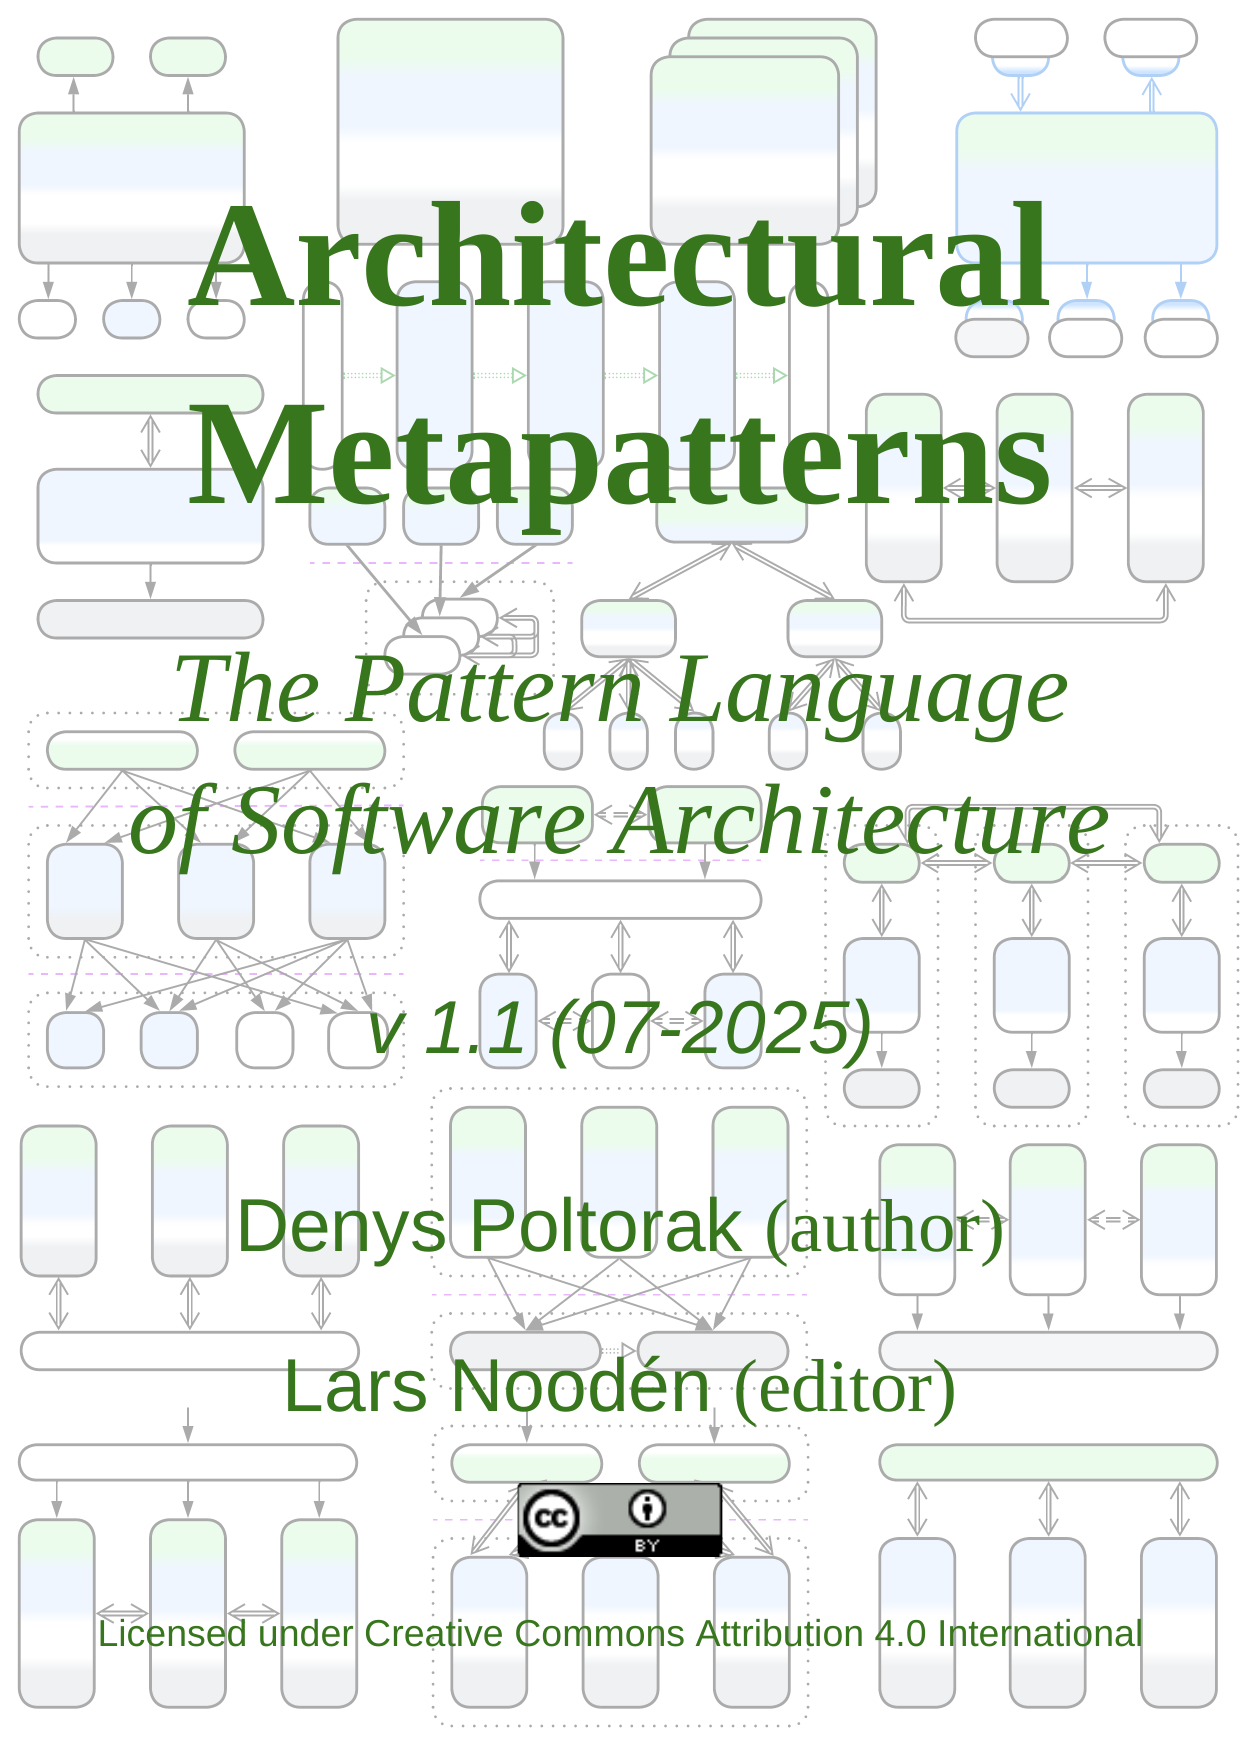 Architectural
Metapatterns
The Pattern Language
of Software Architecture
v 1.1 (07-2025)
Denys Poltorak (author)
Lars Noodén (editor)
cc
BY
Licensed under Creative Commons Attribution 4.0 International